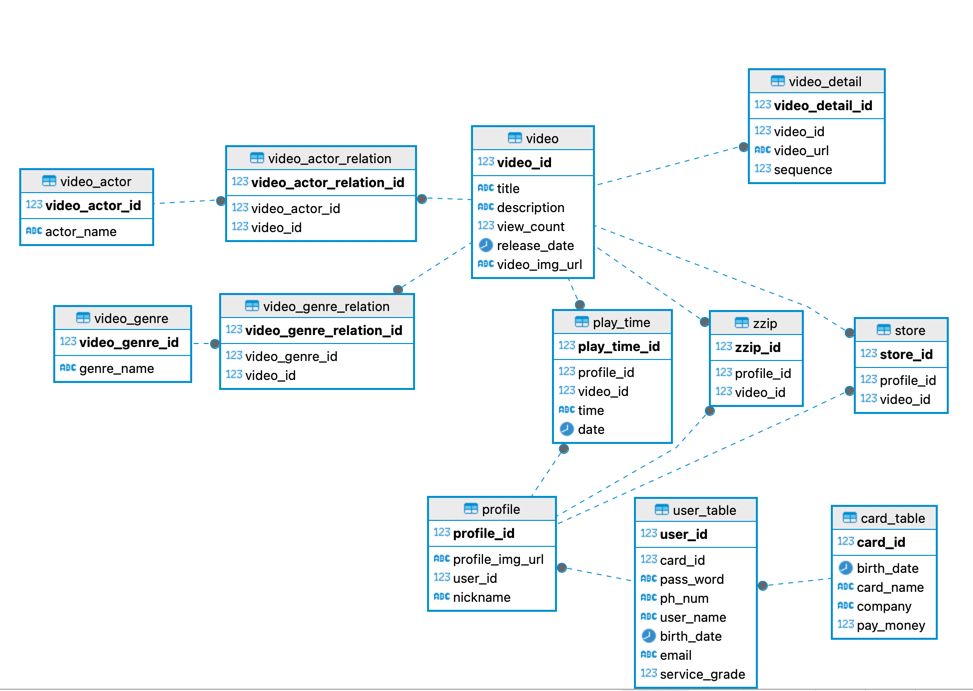 video_detail
123 video_detail_id
123 video_id
ABC video_url
123 sequence
video
123 video_id
ABC title
ABC description
123 view_count
release_date
ABC video_img_url
video_actor_relation
123 video_actor_relation_id
123 video_actor_id
123 video_id
video_actor
123 video_actor_id
ABC actor_name
video_genre_relation
123 video_genre_relation_id
123 video_genre_id
123 video_id
video_genre
123 video_genre_id
ABC genre_name
play_time
123 play_time_id
123 profile_id
123 video_id
ABC time
date
zzip
123 zzip_id
123 profile_id
123 video_id
store
123 store_id
123 profile_id
123 video_id
profile
123 profile_id
ABC profile_img_url
123 user_id
ABC nickname
user_table
123 user_id
123 card_id
ABC pass_word
ABC ph_num
ABC user_name
birth_date
ABC email
123 service_grade
card_table
123 card_id
birth_date
ABC card_name
ABC company
123 pay_money